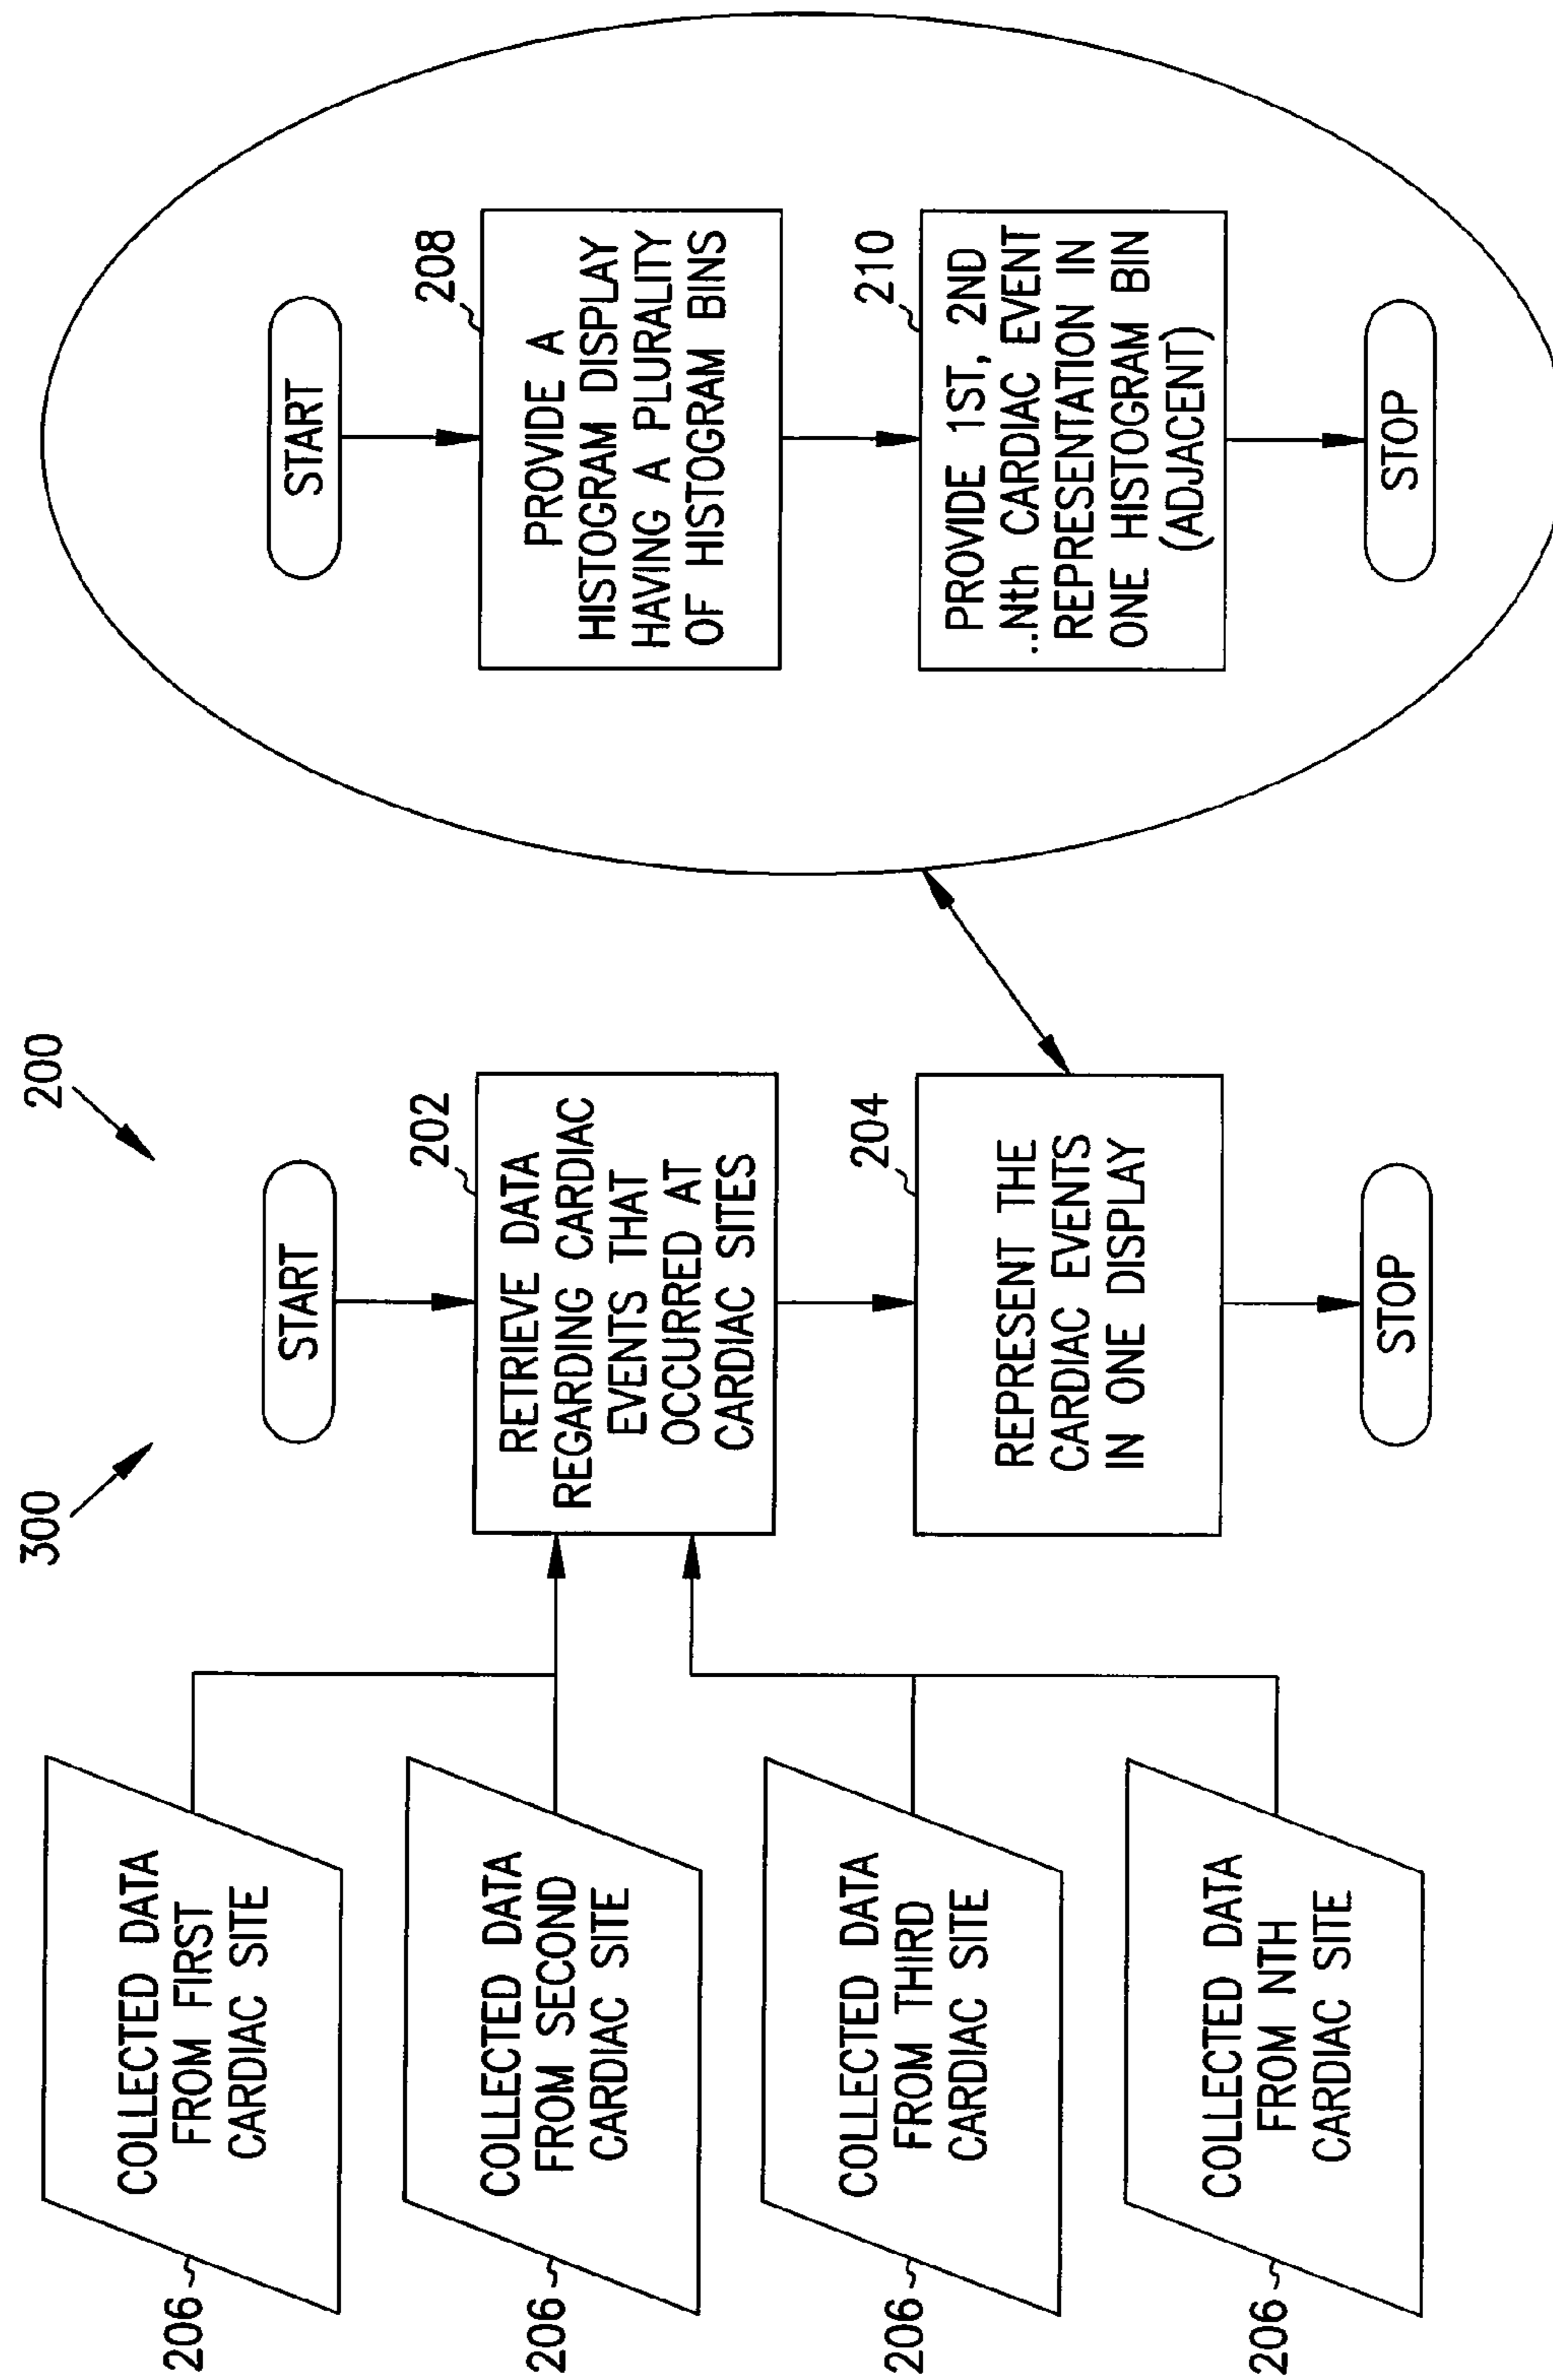 300
200
206
COLLECTED DATA
FROM FIRST
CARDIAC SITE
206
COLLECTED DATA
FROM SECOND
CARDIAC SITE
206
COLLECTED DATA
FROM THIRD
CARDIAC SITE
206
COLLECTED DATA
FROM NTH
CARDIAC SITE
START
202
RETRIEVE DATA
REGARDING CARDIAC
EVENTS THAT
OCCURRED AT
CARDIAC SITES
204
REPRESENT THE
CARDIAC EVENTS
IN ONE DISPLAY
STOP
START
208
PROVIDE A
HISTOGRAM DISPLAY
HAVING A PLURALITY
OF HISTOGRAM BINS
210
PROVIDE 1ST, 2ND
..Nth CARDIAC EVENT
REPRESENTATION IN
ONE HISTOGRAM BIN
(ADJACENT)
STOP